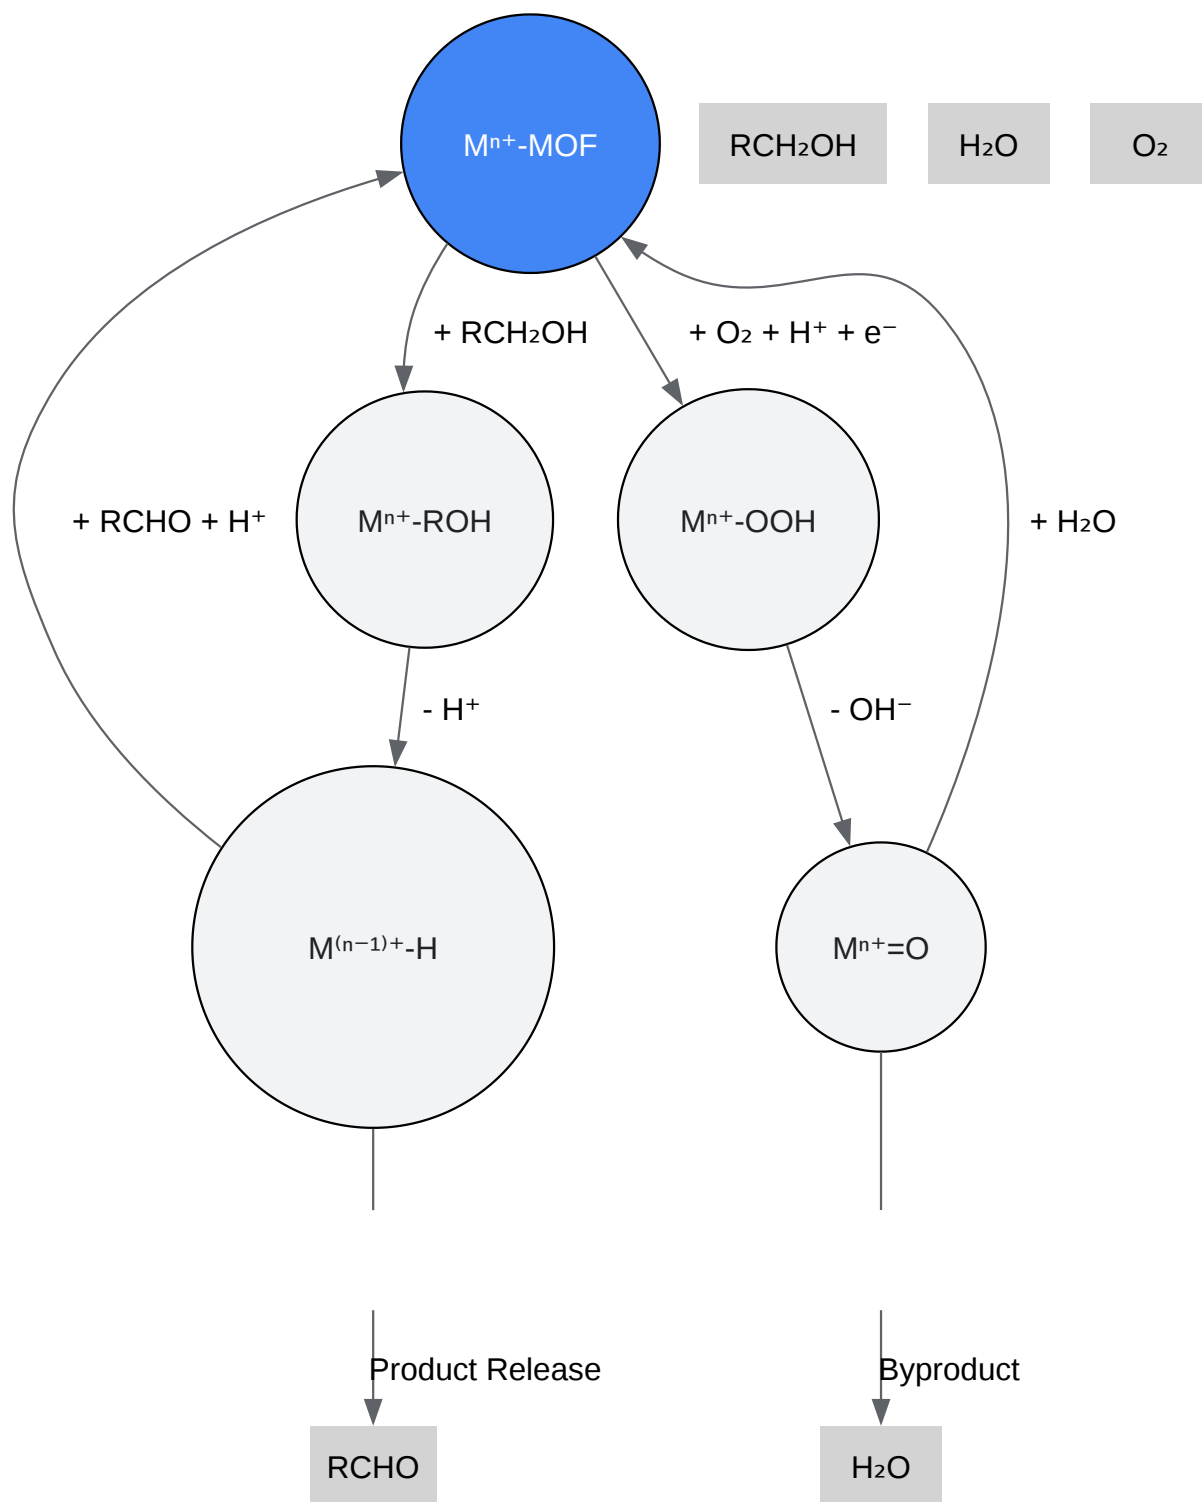 Mⁿ⁺-MOF
RCH₂OH
H₂O
O₂
+ RCH₂OH
+ O₂ + H⁺ + e⁻
+ RCHO + H⁺
Mⁿ⁺-ROH
Mⁿ⁺-OOH
+ H₂O
- H⁺
- OH⁻
M⁽ⁿ⁻¹⁾⁺-H
Mⁿ⁺=O
Product Release
Byproduct
RCHO
H₂O